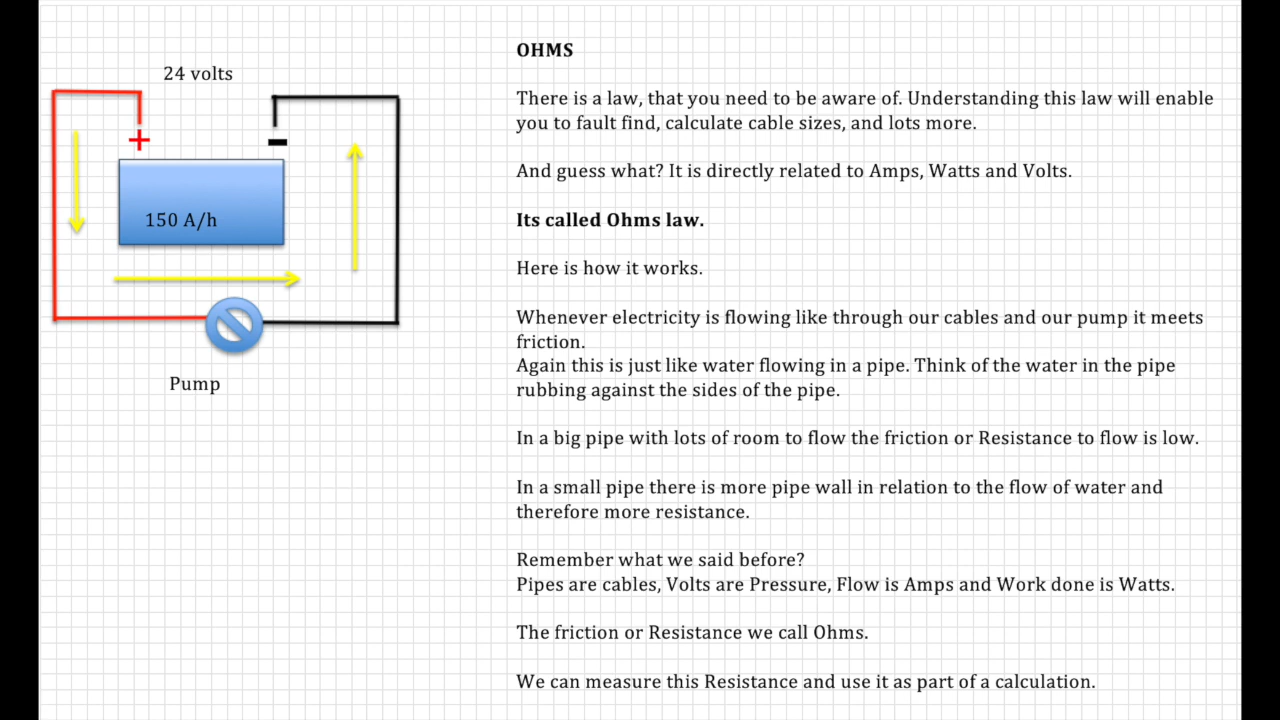 24 volts
+
-
150 A/h
Pump
OHMS
There is a law, that you need to be aware of. Understanding this law will enable
you to fault find, calculate cable sizes, and lots more.
And guess what? It is directly related to Amps, Watts and Volts.
Its called Ohms law.
Here is how it works.
Whenever electricity is flowing like through our cables and our pump it meets
friction.
Again this is just like water flowing in a pipe. Think of the water in the pipe
rubbing against the sides of the pipe.
In a big pipe with lots of room to flow the friction or Resistance to flow is low.
In a small pipe there is more pipe wall in relation to the flow of water and
therefore more resistance.
Remember what we said before?
Pipes are cables, Volts are Pressure, Flow is Amps and Work done is Watts.
The friction or Resistance we call Ohms.
We can measure this Resistance and use it as part of a calculation.